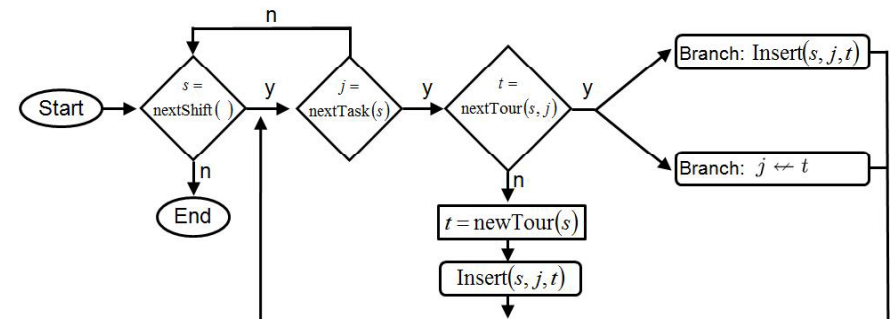 n
Start
s =
nextShift( )
y
j =
nextTask(s)
y
t =
nextTour(s, j)
y
Branch: Insert(s, j, t)
Branch: j ↚ t
n
End
n
t = newTour(s)
Insert(s, j, t)